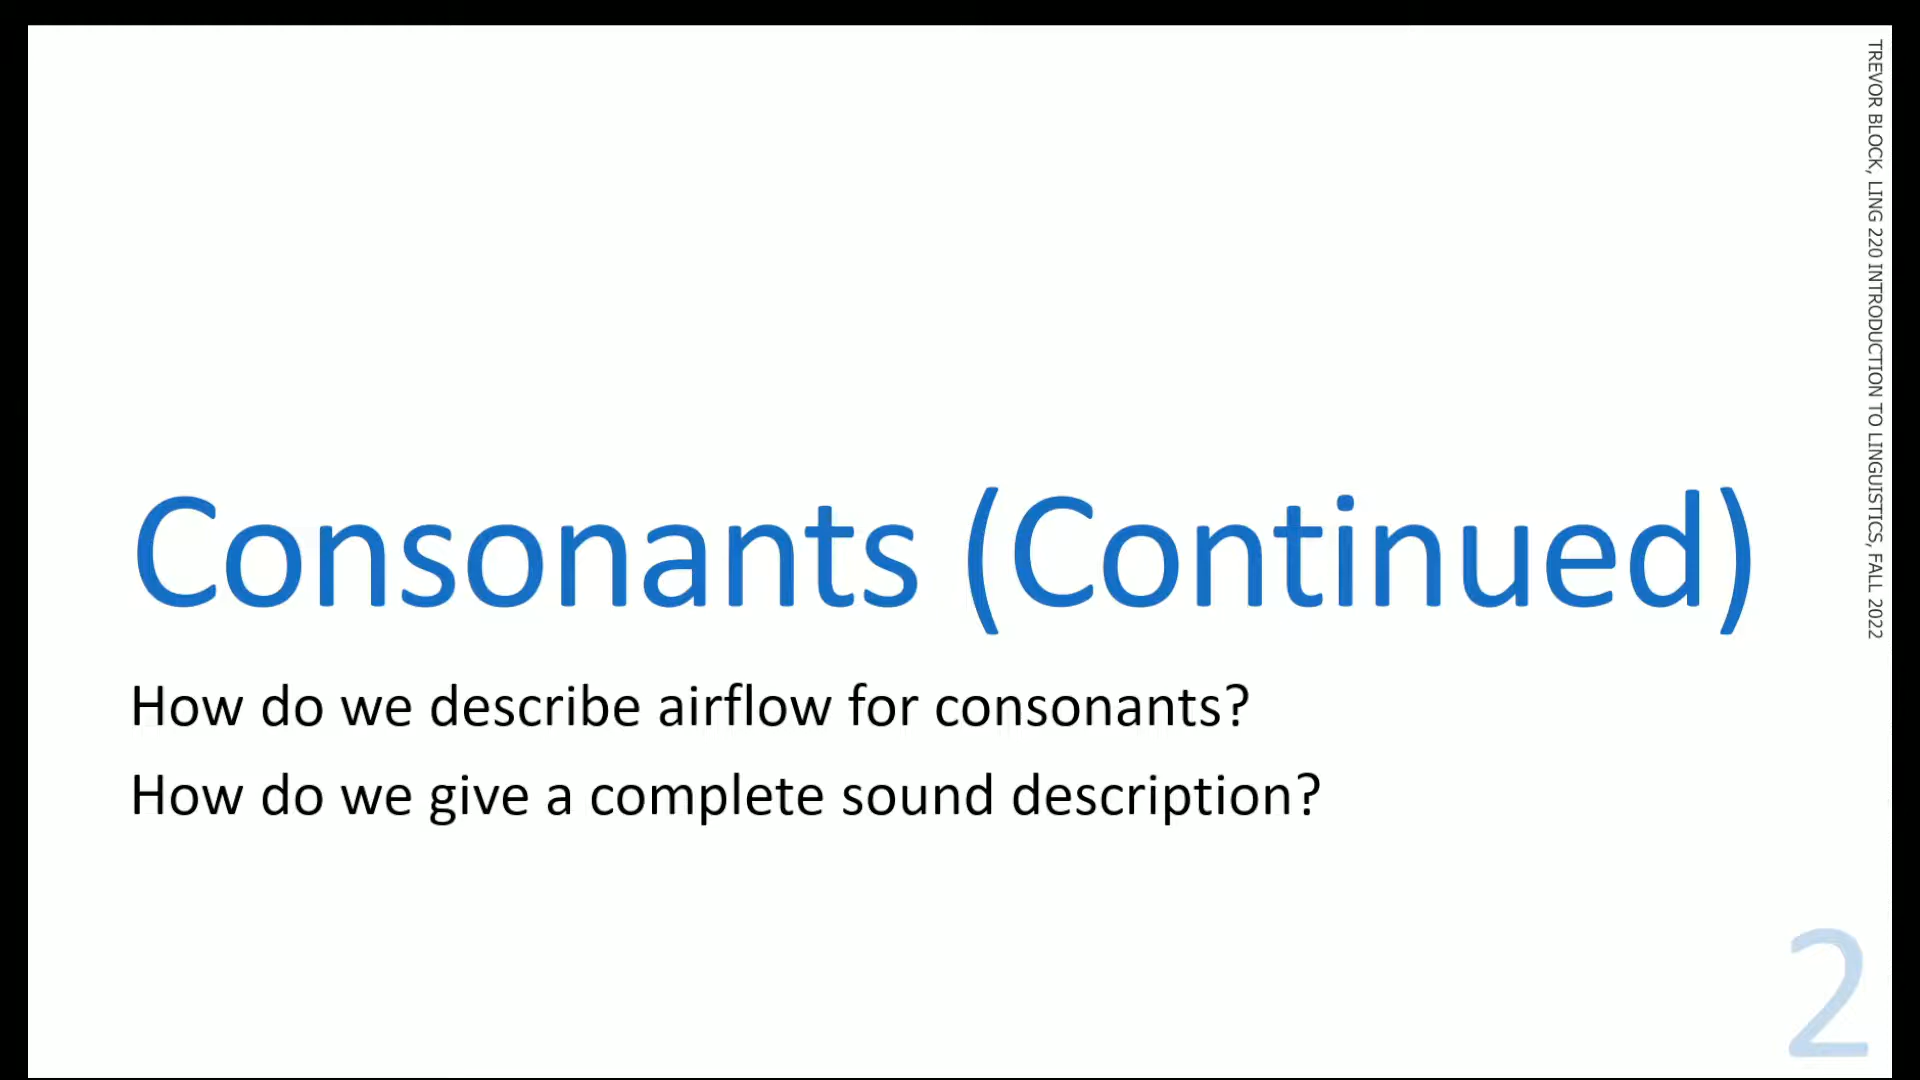 Consonants (Continued)
How do we describe airflow for consonants?
How do we give a complete sound description?
TREVOR BLOCK, LING 220 INTRODUCTION TO LINGUISTICS, FALL 2022
2